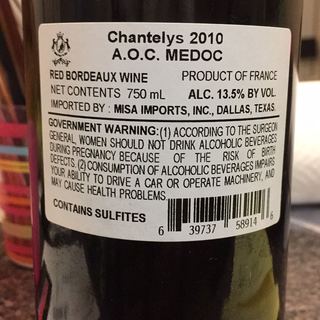 Chantelys 2010
A.O.C. MEDOC
RED BORDEAUX WINE PRODUCT OF FRANCE
NET CONTENTS 750 mL ALC. 13.5% BY VOL.
IMPORTED BY : MISA IMPORTS, INC., DALLAS, TEXAS.
GOVERNMENT WARNING:(1) ACCORDING TO THE SURGEON
GENERAL, WOMEN SHOULD NOT DRINK ALCOHOLIC BEVERAGES
DURING PREGNANCY BECAUSE OF THE RISK OF BIRTH
DEFECTS. (2) CONSUMPTION OF ALCOHOLIC BEVERAGES IMPAIRS
YOUR ABILITY TO DRIVE A CAR OR OPERATE MACHINERY, AND
MAY CAUSE HEALTH PROBLEMS.
CONTAINS SULFITES
6 39737 58914 6